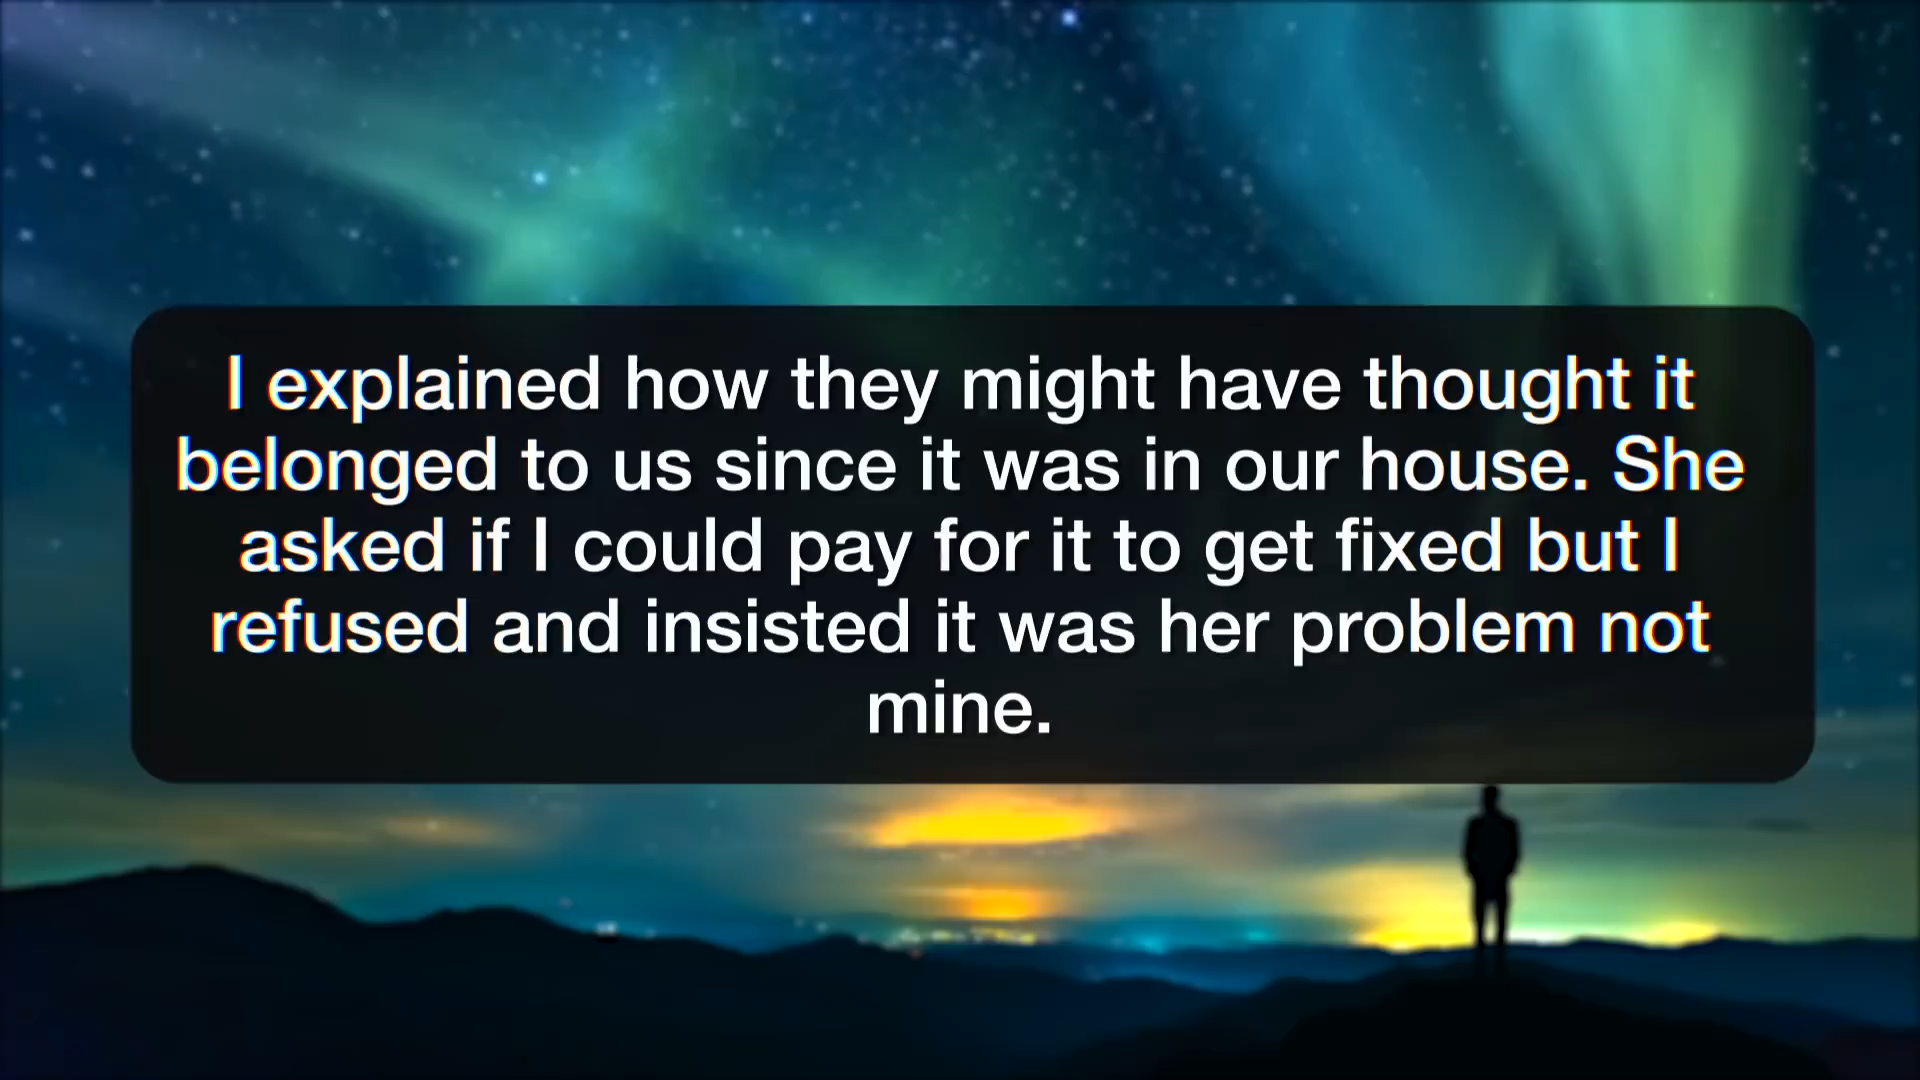 I explained how they might have thought it
belonged to us since it was in our house. She
asked if I could pay for it to get fixed but I
refused and insisted it was her problem not
mine.